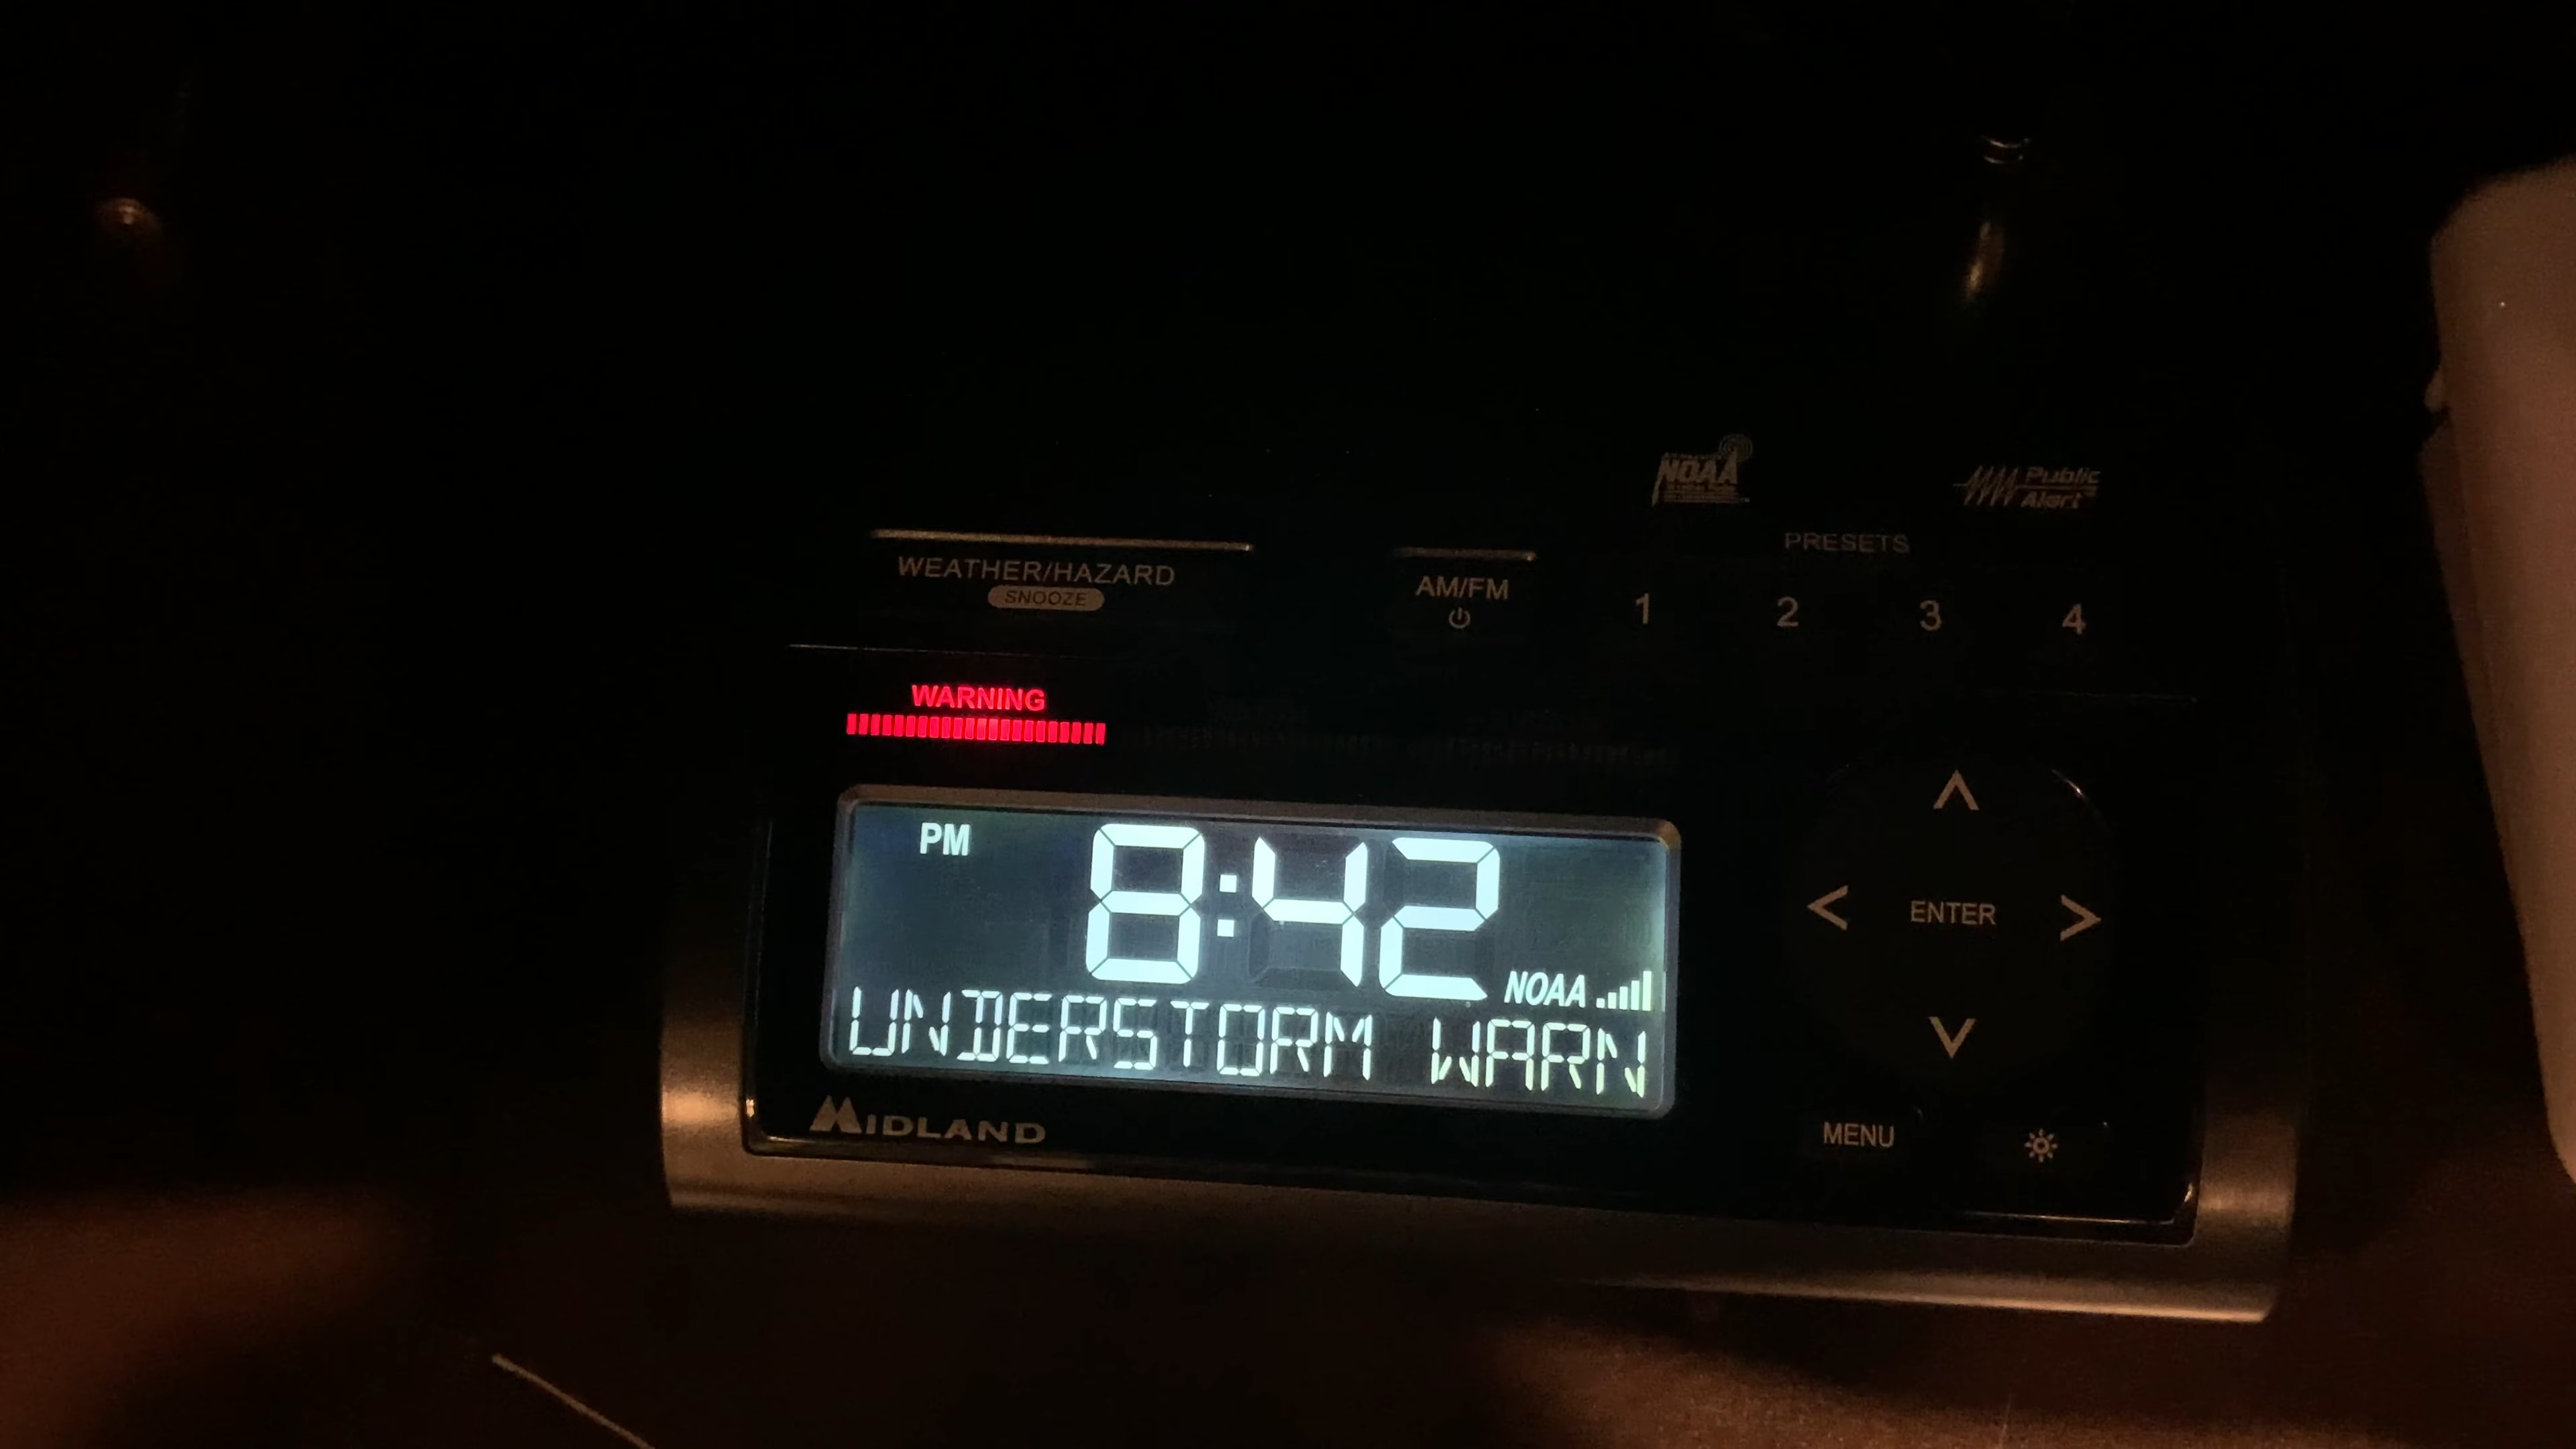 NOAA
Public
Alert
PRESETS
WEATHER/HAZARD
SNOOZE
AM/FM
1 2 3 4
WARNING
PM 8:42
NOAA
UNDERSTORM WARN
ENTER
MIDLAND
MENU